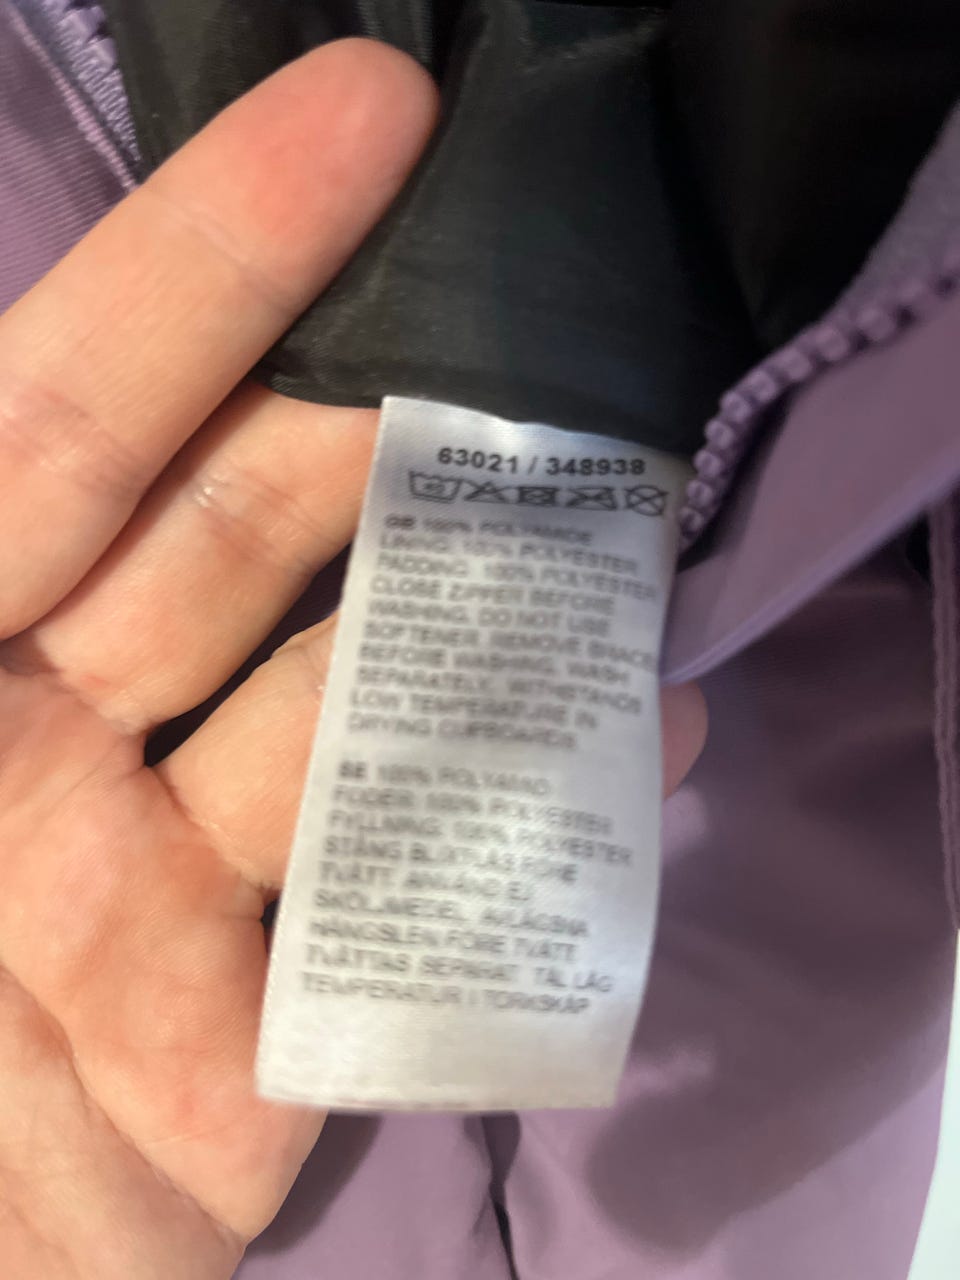 63021 / 348938
GB 100% POLYAMIDE
LINING: 100% POLYESTER
PADDING: 100% POLYESTER
CLOSE ZIPPER BEFORE
WASHING. DO NOT USE
SOFTENER. REMOVE BRACES
BEFORE WASHING. WASH
SEPARATELY. WITHSTANDS
LOW TEMPERATURE IN
DRYING CUPBOARDS
SE 100% POLYAMID
FODER: 100% POLYESTER
FYLLNING: 100% POLYESTER
STÄNG BLIXTLÅS FÖRE
TVÄTT. ANVÄND EJ
SKÖLJMEDEL. AVLÄGSNA
HÄNGSLEN FÖRE TVÄTT
TVÄTTAS SEPARAT. TÅL LÅG
TEMPERATUR I TORKSKÅP